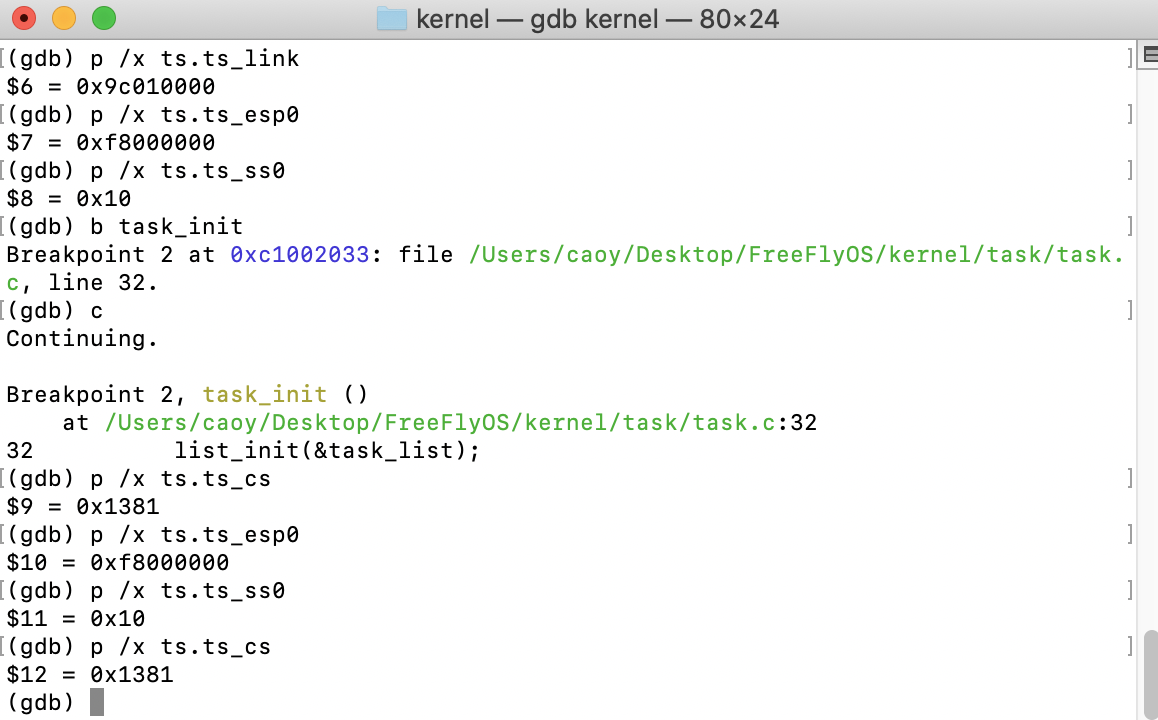 kernel — gdb kernel — 80×24
[(gdb) p /x ts.ts_link ]
$6 = 0x9c010000
[(gdb) p /x ts.ts_esp0 ]
$7 = 0xf8000000
[(gdb) p /x ts.ts_ss0 ]
$8 = 0x10
[(gdb) b task_init ]
Breakpoint 2 at 0xc1002033: file /Users/caoy/Desktop/FreeFlyOS/kernel/task/task.
c, line 32.
[(gdb) c ]
Continuing.
Breakpoint 2, task_init ()
at /Users/caoy/Desktop/FreeFlyOS/kernel/task/task.c:32
32 list_init(&task_list);
[(gdb) p /x ts.ts_cs ]
$9 = 0x1381
[(gdb) p /x ts.ts_esp0 ]
$10 = 0xf8000000
[(gdb) p /x ts.ts_ss0 ]
$11 = 0x10
[(gdb) p /x ts.ts_cs ]
$12 = 0x1381
(gdb)